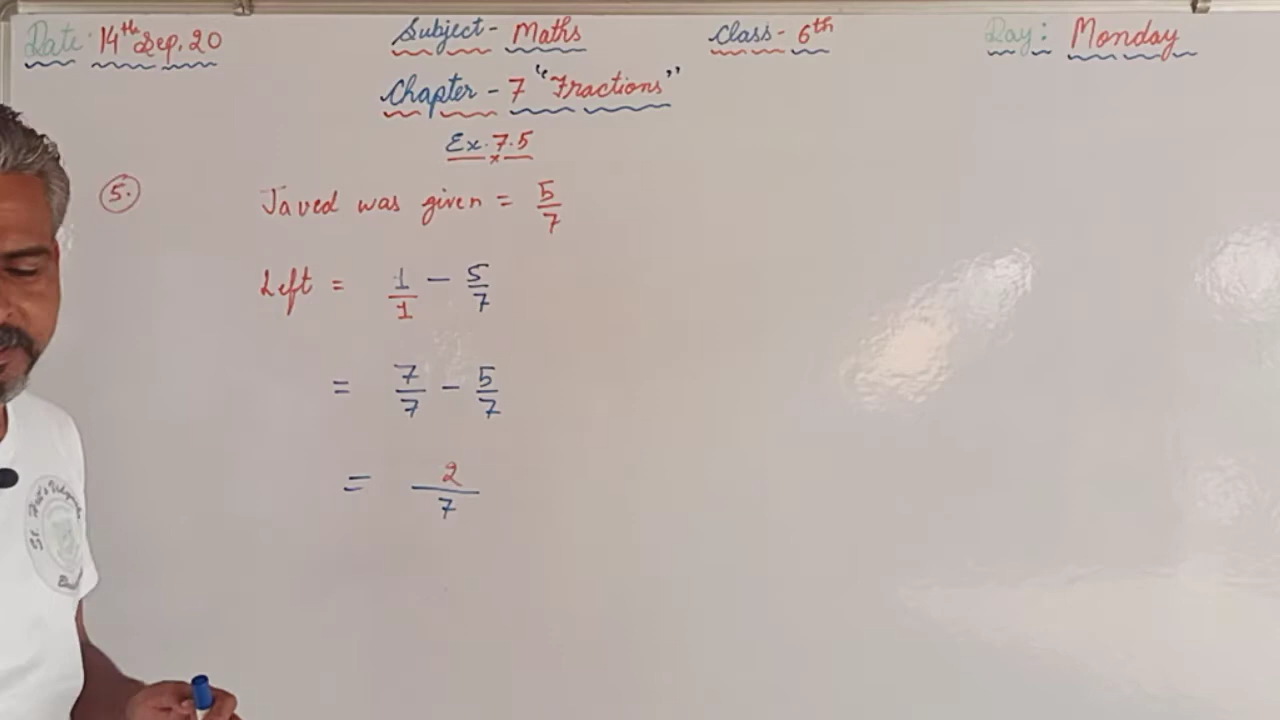 Date: 14th Sep. 20 Subject - Maths Class - 6th Day: Monday
Chapter - 7 "Fractions"
Ex. 7.5
5. Javed was given = 5/7
Left = 1/1 - 5/7
= 7/7 - 5/7
= 2/7
St.